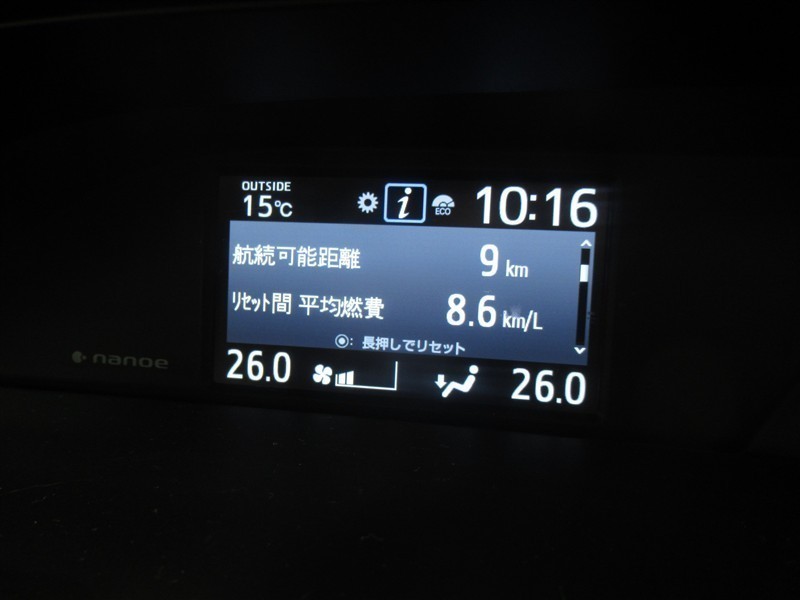 OUTSIDE
15℃
i
ECO
10:16
航続可能距離 9 km
ﾘｾｯﾄ間 平均燃費 8.6 km/L
◉: 長押しでリセット
nanoe
26.0
26.0